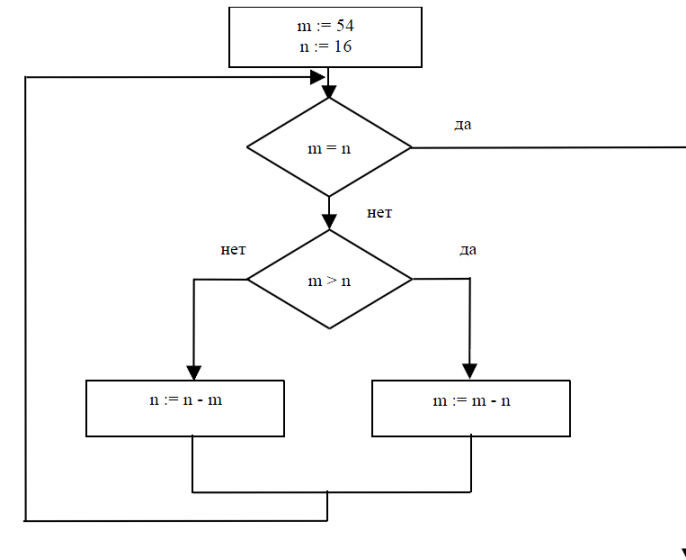 m := 54
n := 16
да
m = n
нет
нет
да
m > n
n := n - m
m := m - n